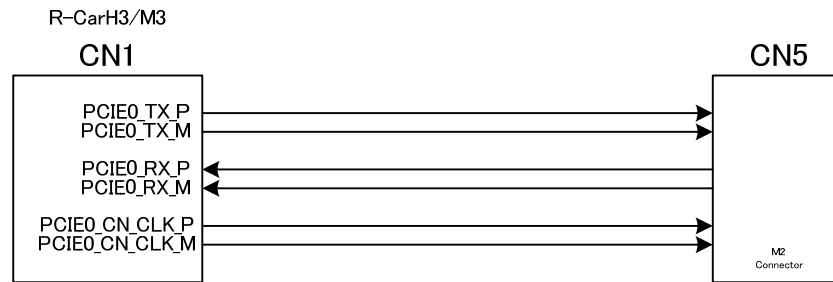 R-CarH3/M3
CN1
CN5
PCIE0_TX_P
PCIE0_TX_M
PCIE0_RX_P
PCIE0_RX_M
PCIE0_CN_CLK_P
PCIE0_CN_CLK_M
M2
Connector